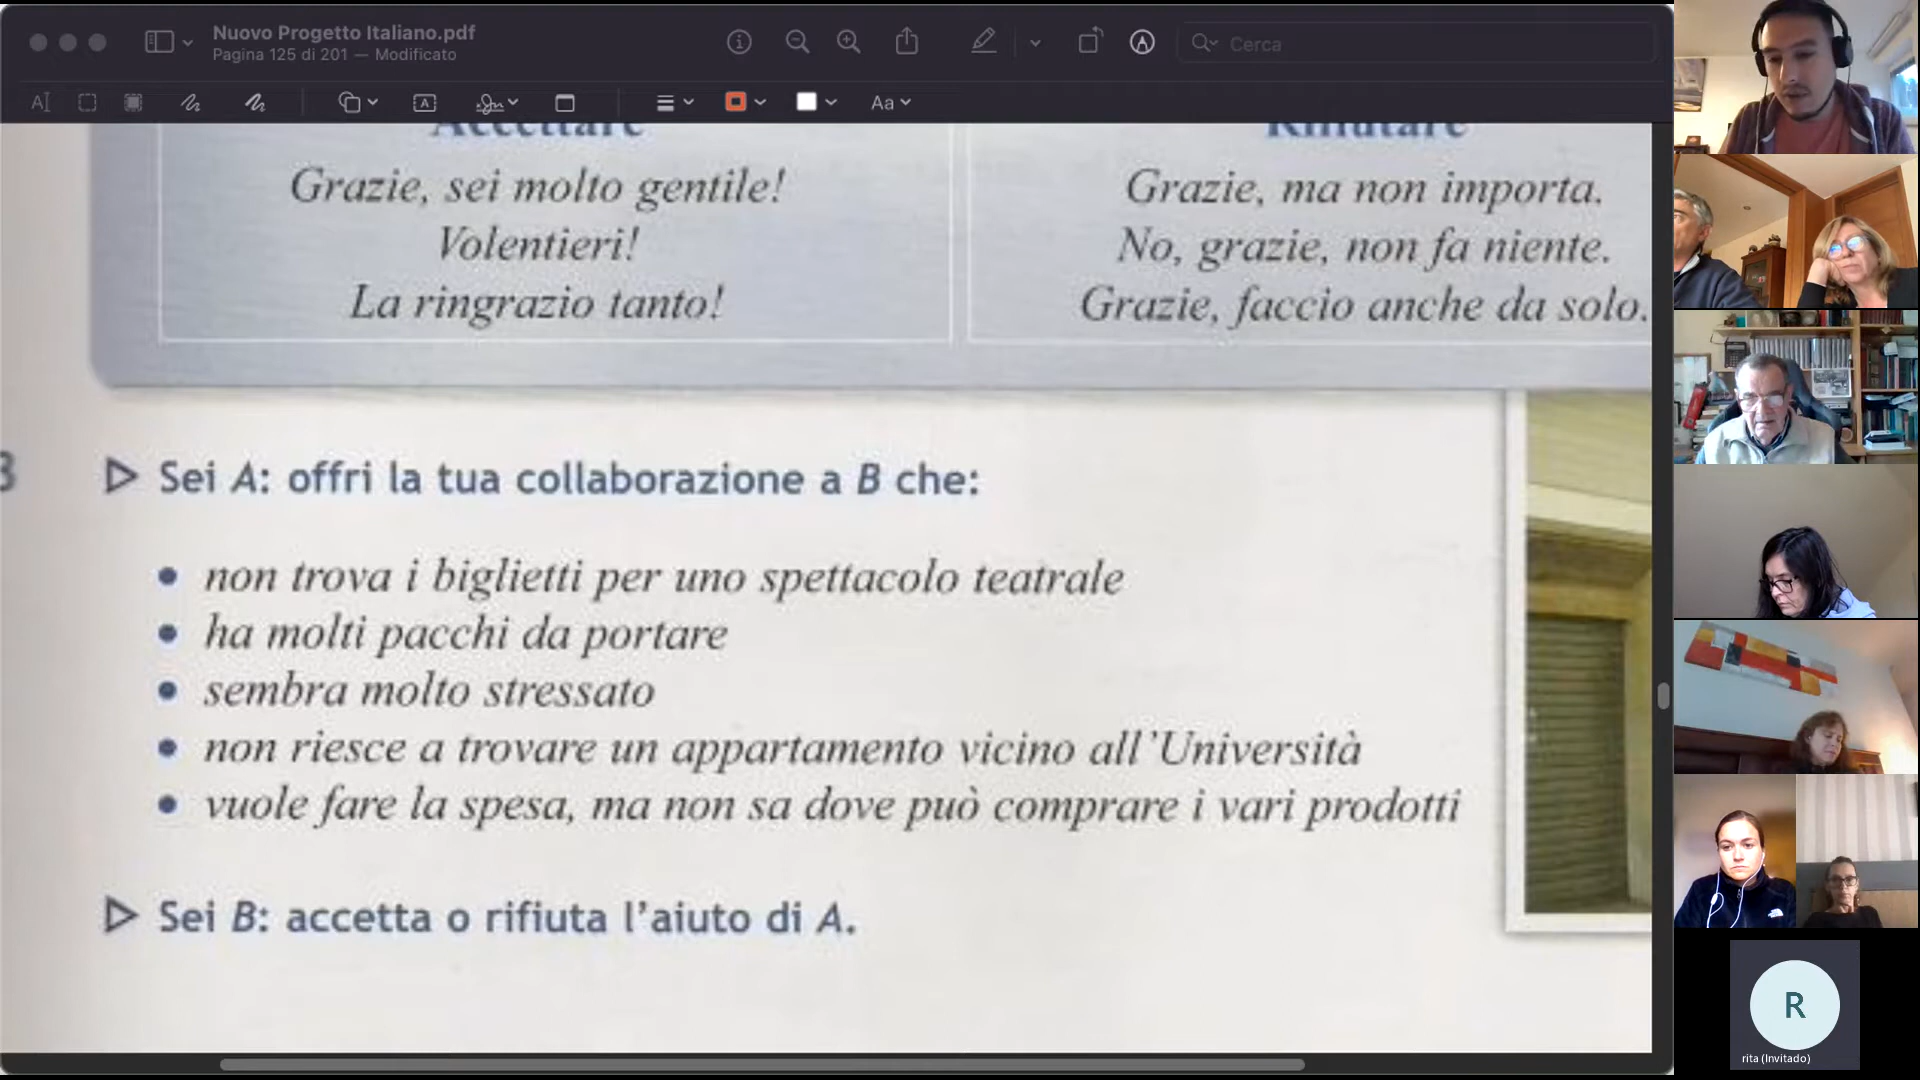 Nuovo Progetto Italiano.pdf
Pagina 125 di 201 — Modificato
Cerca
Aa
Accettare
Rifiutare
Grazie, sei molto gentile!
Volentieri!
La ringrazio tanto!
Grazie, ma non importa.
No, grazie, non fa niente.
Grazie, faccio anche da solo.
3
Sei A: offri la tua collaborazione a B che:
• non trova i biglietti per uno spettacolo teatrale
• ha molti pacchi da portare
• sembra molto stressato
• non riesce a trovare un appartamento vicino all'Università
• vuole fare la spesa, ma non sa dove può comprare i vari prodotti
Sei B: accetta o rifiuta l'aiuto di A.
R
rita (Invitado)